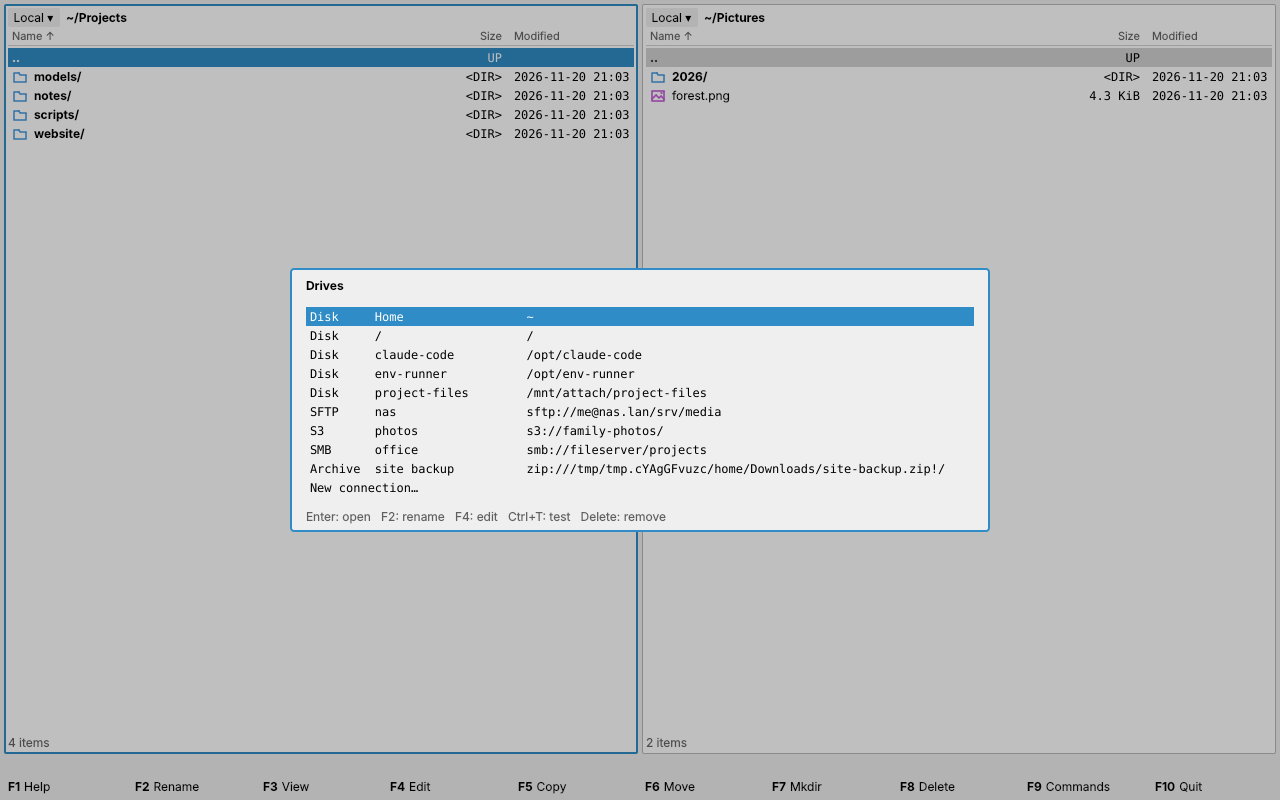 Local ▾ ~/Projects
Name ↑ Size Modified
.. UP
models/ <DIR> 2026-11-20 21:03
notes/ <DIR> 2026-11-20 21:03
scripts/ <DIR> 2026-11-20 21:03
website/ <DIR> 2026-11-20 21:03
4 items
Local ▾ ~/Pictures
Name ↑ Size Modified
.. UP
2026/ <DIR> 2026-11-20 21:03
forest.png 4.3 KiB 2026-11-20 21:03
2 items
Drives
Disk Home ~
Disk / /
Disk claude-code /opt/claude-code
Disk env-runner /opt/env-runner
Disk project-files /mnt/attach/project-files
SFTP nas sftp://me@nas.lan/srv/media
S3 photos s3://family-photos/
SMB office smb://fileserver/projects
Archive site backup zip:///tmp/tmp.cYAgGFvuzc/home/Downloads/site-backup.zip!/
New connection…
Enter: open F2: rename F4: edit Ctrl+T: test Delete: remove
F1 Help F2 Rename F3 View F4 Edit F5 Copy F6 Move F7 Mkdir F8 Delete F9 Commands F10 Quit